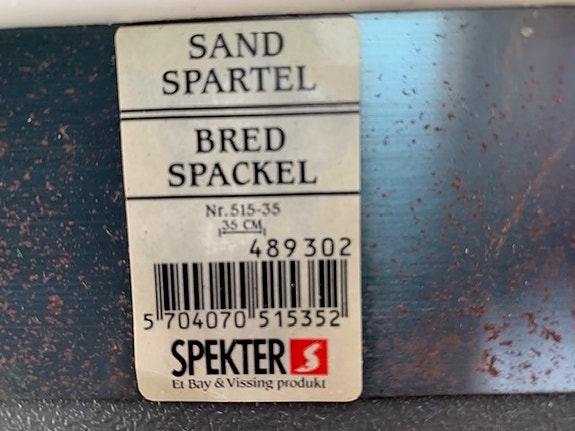 SAND
SPARTEL
BRED
SPACKEL
Nr. 515-35
35 CM
489302
5 704070 515352
SPEKTER S
Et Bay & Vissing produkt